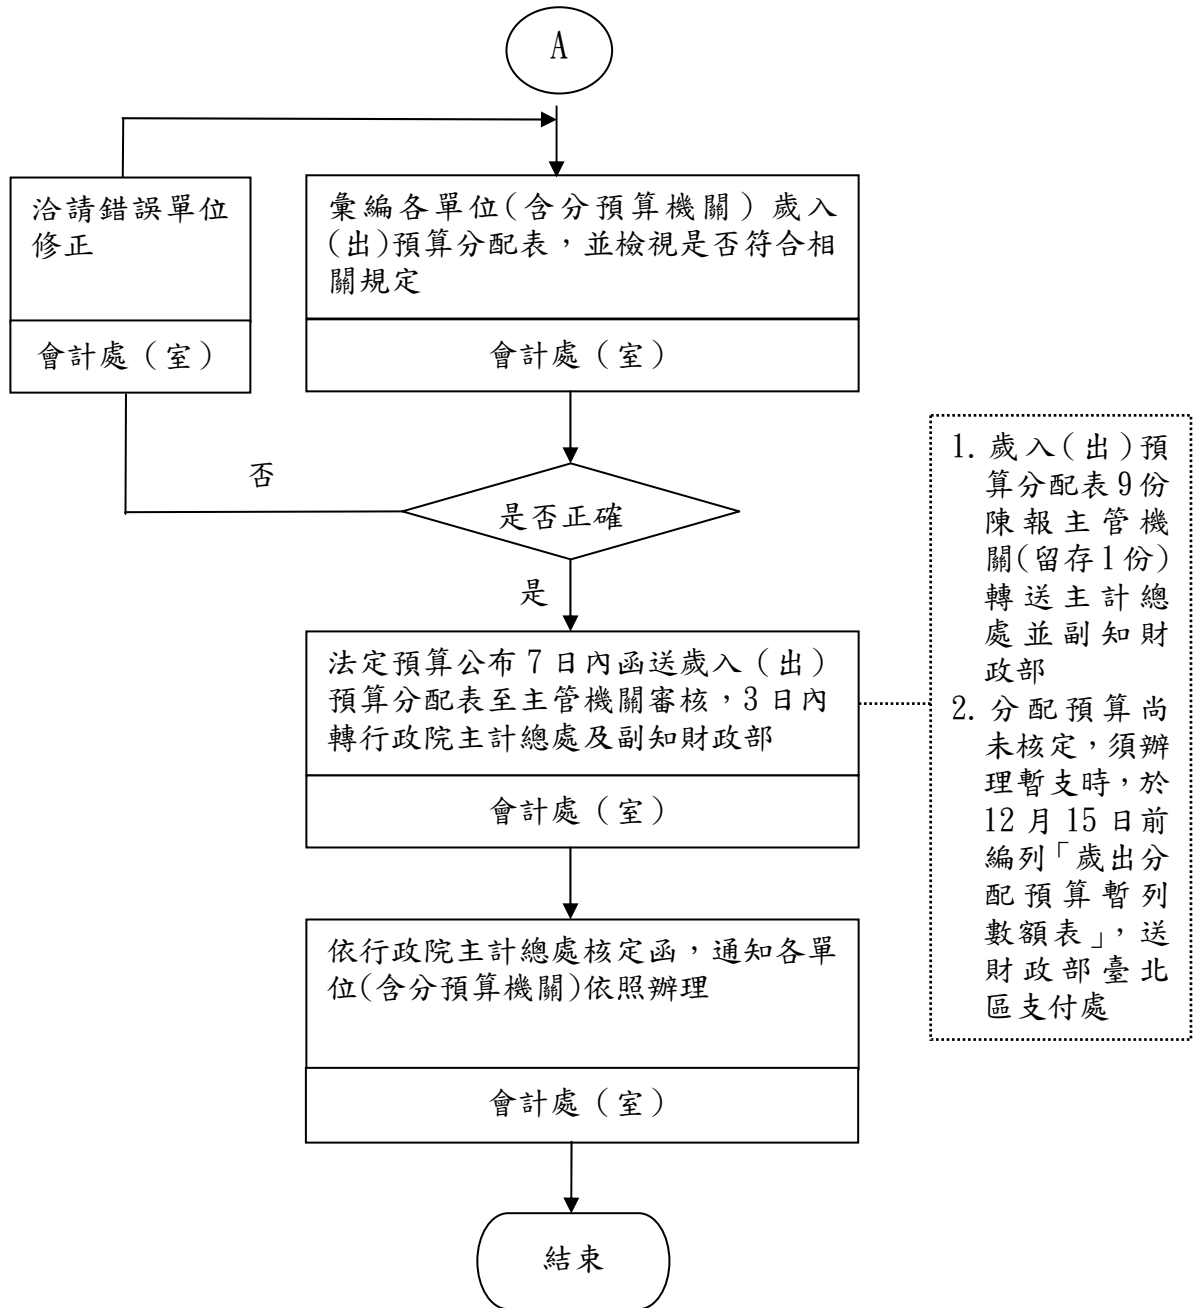 A
洽請錯誤單位
修正
會計處（室）
彙編各單位(含分預算機關）歲入
(出)預算分配表，並檢視是否符合相
關規定
會計處（室）
否
是否正確
是
法定預算公布 7 日內函送歲入（出）
預算分配表至主管機關審核，3 日內
轉行政院主計總處及副知財政部
會計處（室）
1. 歲入(出)預
算分配表 9 份
陳報主管機
關(留存 1 份)
轉送主計總
處並副知財
政部
2. 分配預算尚
未核定，須辦
理暫支時，於
12 月 15 日前
編列「歲出分
配預算暫列
數額表」，送
財政部臺北
區支付處
依行政院主計總處核定函，通知各單
位(含分預算機關)依照辦理
會計處（室）
結束